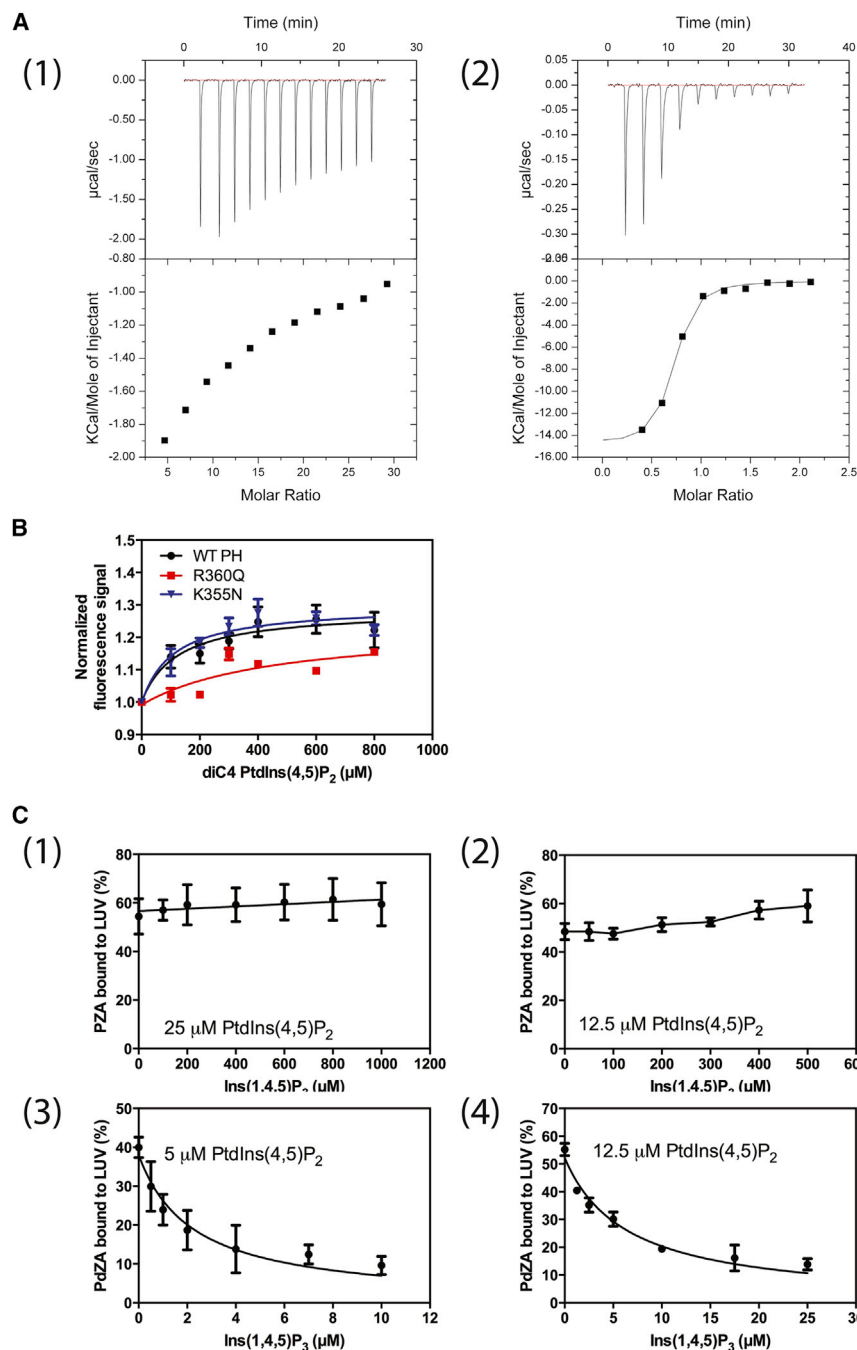 A
(1)
Time (min)
0 10 20 30
0.00
-0.50
-1.00
-1.50
-2.00
µcal/sec
-0.80
-1.00
-1.20
-1.40
-1.60
-1.80
-2.00
KCal/Mole of Injectant
5 10 15 20 25 30
Molar Ratio
(2)
Time (min)
0 10 20 30 40
0.05
0.00
-0.05
-0.10
-0.15
-0.20
-0.25
-0.30
µcal/sec
0.00
-2.00
-4.00
-6.00
-8.00
-10.00
-12.00
-14.00
-16.00
KCal/Mole of Injectant
0.0 0.5 1.0 1.5 2.0 2.5
Molar Ratio
B
1.5
1.4
1.3
1.2
1.1
1.0
0.9
Normalized
fluorescence signal
WT PH
R360Q
K355N
0 200 400 600 800 1000
diC4 PtdIns(4,5)P2 (µM)
C
(1)
80
60
40
20
0
PZA bound to LUV (%)
25 µM PtdIns(4,5)P2
0 200 400 600 800 1000 1200
Ins(1,4,5)P (µM)
(2)
80
60
40
20
0
PZA bound to LUV (%)
12.5 µM PtdIns(4,5)P2
0 100 200 300 400 500
Ins(1,4,5)P (µM)
(3)
50
40
30
20
10
0
PdZA bound to LUV (%)
5 µM PtdIns(4,5)P2
0 2 4 6 8 10 12
Ins(1,4,5)P3 (µM)
(4)
70
60
50
40
30
20
10
0
PdZA bound to LUV (%)
12.5 µM PtdIns(4,5)P2
0 5 10 15 20 25 30
Ins(1,4,5)P3 (µM)